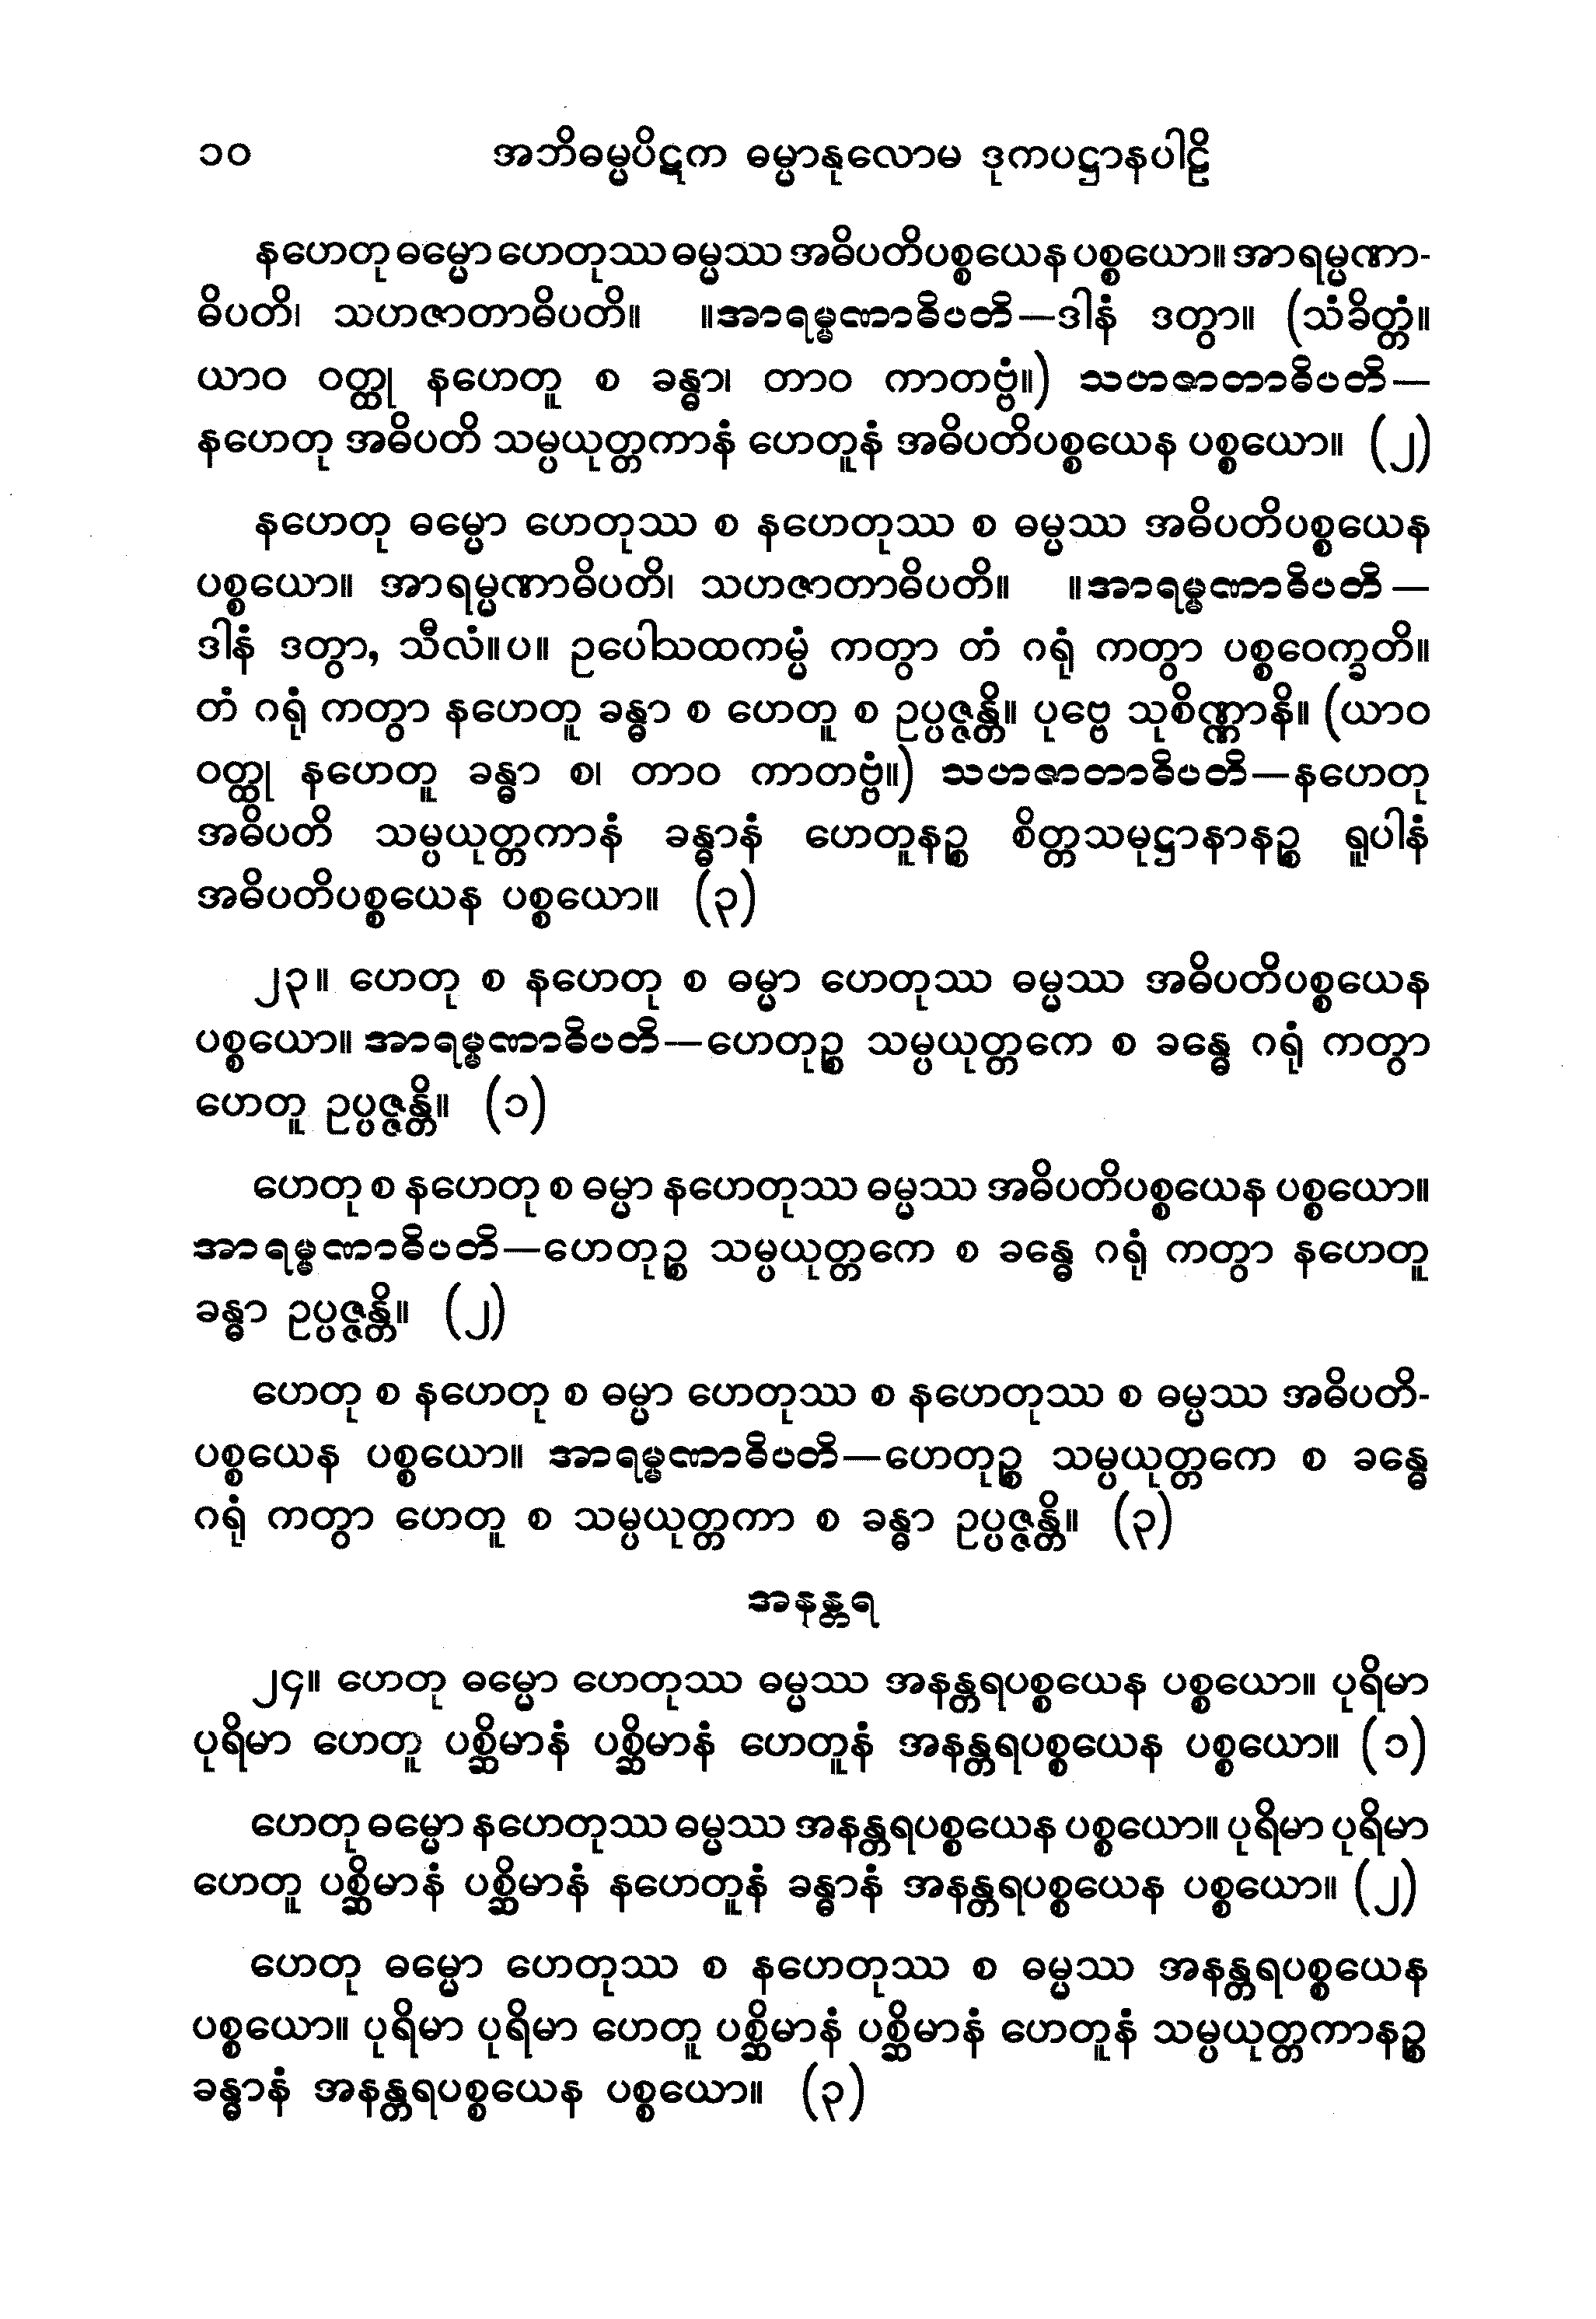 ၁၀ အဘိဓမ္မပိဋက ဓမ္မာနုလောမ ဒုကပဋ္ဌာနပါဠိ
နဟေတု ဓမ္မော ဟေတုဿ ဓမ္မဿ အဓိပတိပစ္စယေန ပစ္စယော။ အာရမ္မဏာ-
ဓိပတိ၊ သဟဇာတာဓိပတိ။ ။အာရမ္မဏာဓိပတိ—ဒါနံ ဒတွာ။ (သံခိတ္တံ။
ယာဝ ဝတ္ထု နဟေတူ စ ခန္ဓာ၊ တာဝ ကာတဗ္ဗံ။) သဟဇာတာဓိပတိ—
နဟေတု အဓိပတိ သမ္ပယုတ္တကာနံ ဟေတူနံ အဓိပတိပစ္စယေန ပစ္စယော။ (၂)
နဟေတု ဓမ္မော ဟေတုဿ စ နဟေတုဿ စ ဓမ္မဿ အဓိပတိပစ္စယေန
ပစ္စယော။ အာရမ္မဏာဓိပတိ၊ သဟဇာတာဓိပတိ။ ။အာရမ္မဏာဓိပတိ—
ဒါနံ ဒတွာ, သီလံ။ပ။ ဥပေါသထကမ္မံ ကတွာ တံ ဂရုံ ကတွာ ပစ္စဝေက္ခတိ။
တံ ဂရုံ ကတွာ နဟေတူ ခန္ဓာ စ ဟေတူ စ ဥပ္ပဇ္ဇန္တိ။ ပုဗ္ဗေ သုစိဏ္ဏာနိ။ (ယာဝ
ဝတ္ထု နဟေတူ ခန္ဓာ စ၊ တာဝ ကာတဗ္ဗံ။) သဟဇာတာဓိပတိ—နဟေတု
အဓိပတိ သမ္ပယုတ္တကာနံ ခန္ဓာနံ ဟေတူနဉ္စ စိတ္တသမုဋ္ဌာနာနဉ္စ ရူပါနံ
အဓိပတိပစ္စယေန ပစ္စယော။ (၃)
၂၃။ ဟေတု စ နဟေတု စ ဓမ္မာ ဟေတုဿ ဓမ္မဿ အဓိပတိပစ္စယေန
ပစ္စယော။ အာရမ္မဏာဓိပတိ—ဟေတုဉ္စ သမ္ပယုတ္တကေ စ ခန္ဓေ ဂရုံ ကတွာ
ဟေတူ ဥပ္ပဇ္ဇန္တိ။ (၁)
ဟေတု စ နဟေတု စ ဓမ္မာ နဟေတုဿ ဓမ္မဿ အဓိပတိပစ္စယေန ပစ္စယော။
အာရမ္မဏာဓိပတိ—ဟေတုဉ္စ သမ္ပယုတ္တကေ စ ခန္ဓေ ဂရုံ ကတွာ နဟေတူ
ခန္ဓာ ဥပ္ပဇ္ဇန္တိ။ (၂)
ဟေတု စ နဟေတု စ ဓမ္မာ ဟေတုဿ စ နဟေတုဿ စ ဓမ္မဿ အဓိပတိ-
ပစ္စယေန ပစ္စယော။ အာရမ္မဏာဓိပတိ—ဟေတုဉ္စ သမ္ပယုတ္တကေ စ ခန္ဓေ
ဂရုံ ကတွာ ဟေတူ စ သမ္ပယုတ္တကာ စ ခန္ဓာ ဥပ္ပဇ္ဇန္တိ။ (၃)
အနန္တရ
၂၄။ ဟေတု ဓမ္မော ဟေတုဿ ဓမ္မဿ အနန္တရပစ္စယေန ပစ္စယော။ ပုရိမာ
ပုရိမာ ဟေတူ ပစ္ဆိမာနံ ပစ္ဆိမာနံ ဟေတူနံ အနန္တရပစ္စယေန ပစ္စယော။ (၁)
ဟေတု ဓမ္မော နဟေတုဿ ဓမ္မဿ အနန္တရပစ္စယေန ပစ္စယော။ ပုရိမာ ပုရိမာ
ဟေတူ ပစ္ဆိမာနံ ပစ္ဆိမာနံ နဟေတူနံ ခန္ဓာနံ အနန္တရပစ္စယေန ပစ္စယော။ (၂)
ဟေတု ဓမ္မော ဟေတုဿ စ နဟေတုဿ စ ဓမ္မဿ အနန္တရပစ္စယေန
ပစ္စယော။ ပုရိမာ ပုရိမာ ဟေတူ ပစ္ဆိမာနံ ပစ္ဆိမာနံ ဟေတူနံ သမ္ပယုတ္တကာနဉ္စ
ခန္ဓာနံ အနန္တရပစ္စယေန ပစ္စယော။ (၃)